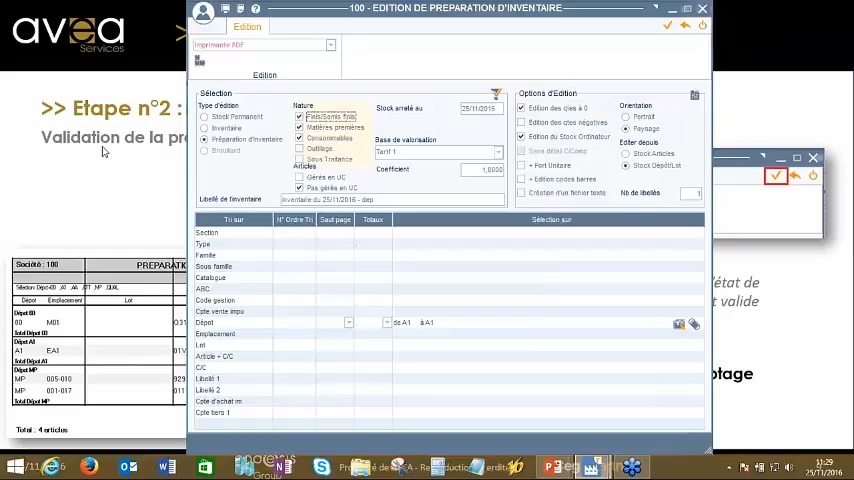 avea
Services
>> Etape n°2 :
Validation de la pr
100 - EDITION DE PREPARATION D'INVENTAIRE
Edition
Imprimante PDF
Edition
Sélection
Type d'édition
Stock Permanent
Inventaire
Préparation d'Inventaire
Brouillard
Nature
Finis/Semis finis
Matières premières
Consommables
Outillage
Sous Traitance
Articles
Gérés en UC
Pas gérés en UC
Stock arreté au
25/11/2016
Base de valorisation
Tarif 1
Coefficient
1,0000
Libellé de l'inventaire
Inventaire du 25/11/2016 - dep
Options d'Edition
Edition des qtés à 0
Edition des qtés négatives
Edition du Stock Ordinateur
Sans détail C/Comp
+ Port Unitaire
+ Edition codes barres
Création d'un fichier texte
Orientation
Portrait
Paysage
Editer depuis
Stock Articles
Stock Dépôt/Lot
Nb de libellés
1
Tri sur N° Ordre Tri Saut page Totaux Sélection sur
Section
Type
Famille
Sous famille
Catalogue
ABC
Code gestion
Cpte vente impu
Dépôt de A1 à A1
Emplacement
Lot
Article + C/C
C/C
Libellé 1
Libellé 2
Cpte d'achat im
Cpte tiers 1
Société : 100 PREPARATI
Dépôt Emplacement Lot
Dépôt 00
00 M01 Q31
Total Dépôt 00
Dépôt A1
A1 EA1 01V
Total Dépôt A1
Dépôt MP
MP 005-010 929
MP 001-017 011
Total Dépôt MP
Total : 4 articles
l'état de
t valide
ptage
11:29
25/11/2016